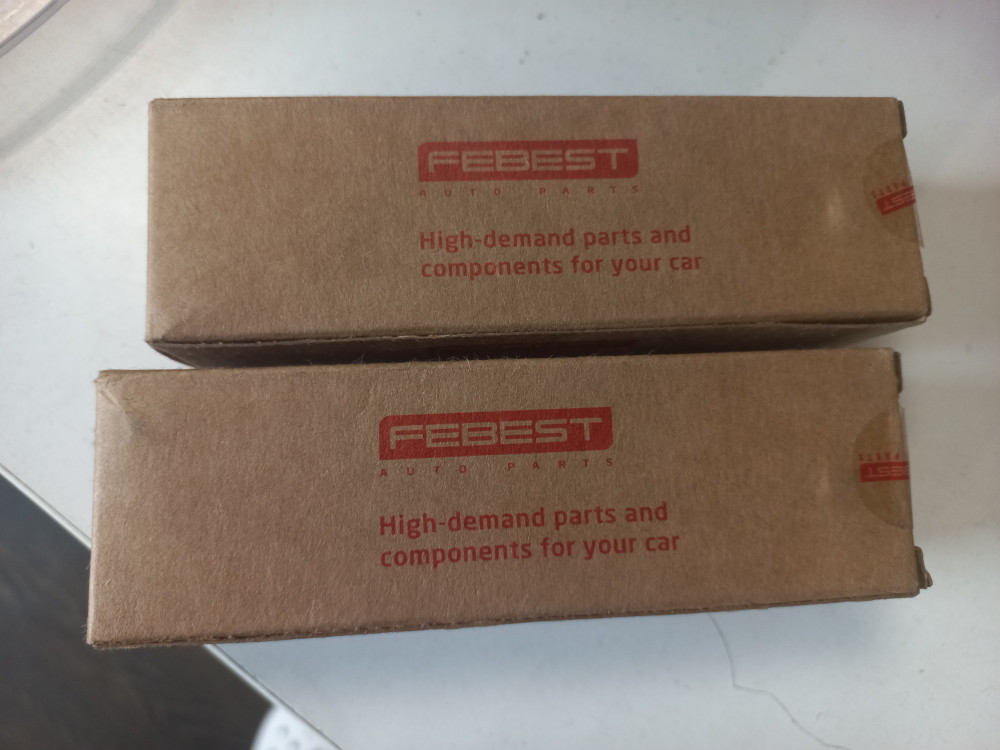 FEBEST
AUTO PARTS
High-demand parts and
components for your car
FEBEST
AUTO PARTS
High-demand parts and
components for your car